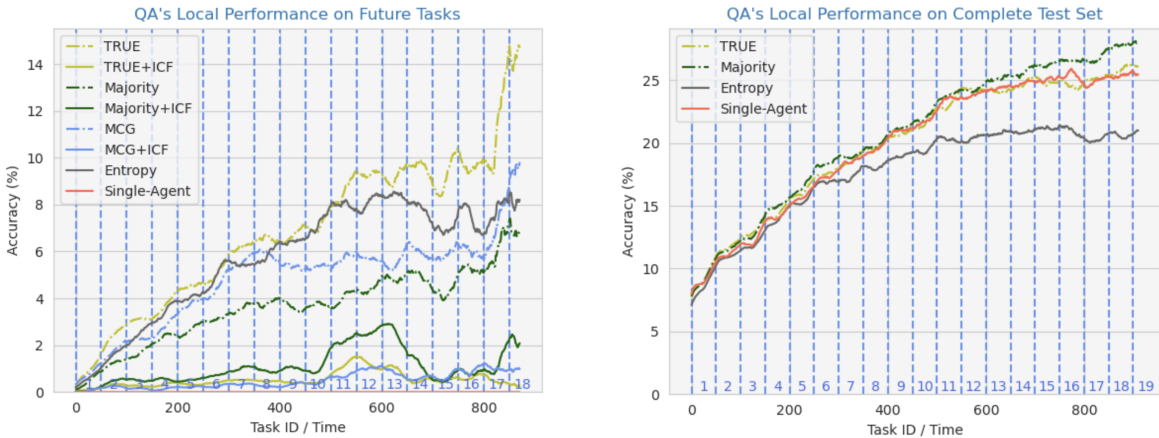 QA's Local Performance on Future Tasks
TRUE
TRUE+ICF
Majority
Majority+ICF
MCG
MCG+ICF
Entropy
Single-Agent
Accuracy (%)
14
12
10
8
6
4
2
0
4 5 6 7 8 9 10 11 12 13 14 15 16 17 18
0 200 400 600 800
Task ID / Time
QA's Local Performance on Complete Test Set
TRUE
Majority
Entropy
Single-Agent
Accuracy (%)
25
20
15
10
5
0
1 2 3 4 5 6 7 8 9 10 11 12 13 14 15 16 17 18 19
0 200 400 600 800
Task ID / Time